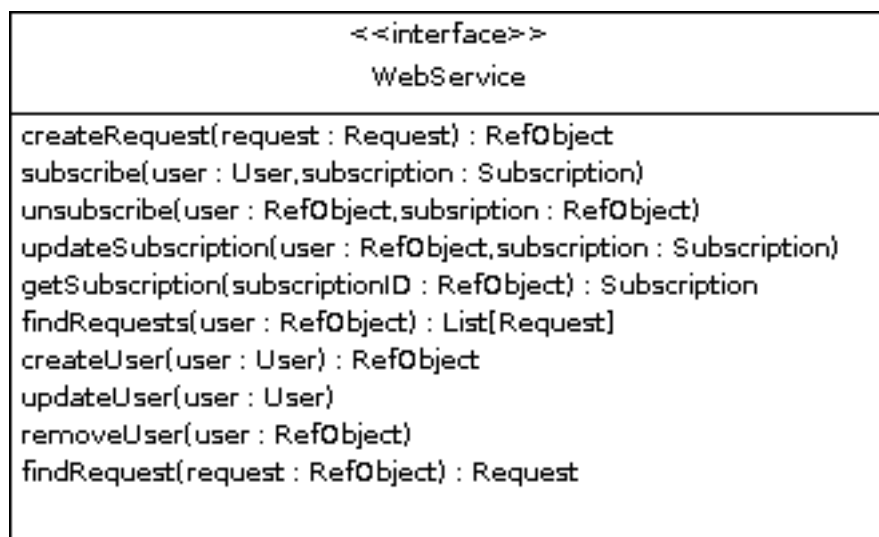 <<interface>>
WebService
createRequest(request : Request) : RefObject
subscribe(user : User,subscription : Subscription)
unsubscribe(user : RefObject,subsription : RefObject)
updateSubscription(user : RefObject,subscription : Subscription)
getSubscription(subscriptionID : RefObject) : Subscription
findRequests(user : RefObject) : List[Request]
createUser(user : User) : RefObject
updateUser(user : User)
removeUser(user : RefObject)
findRequest(request : RefObject) : Request